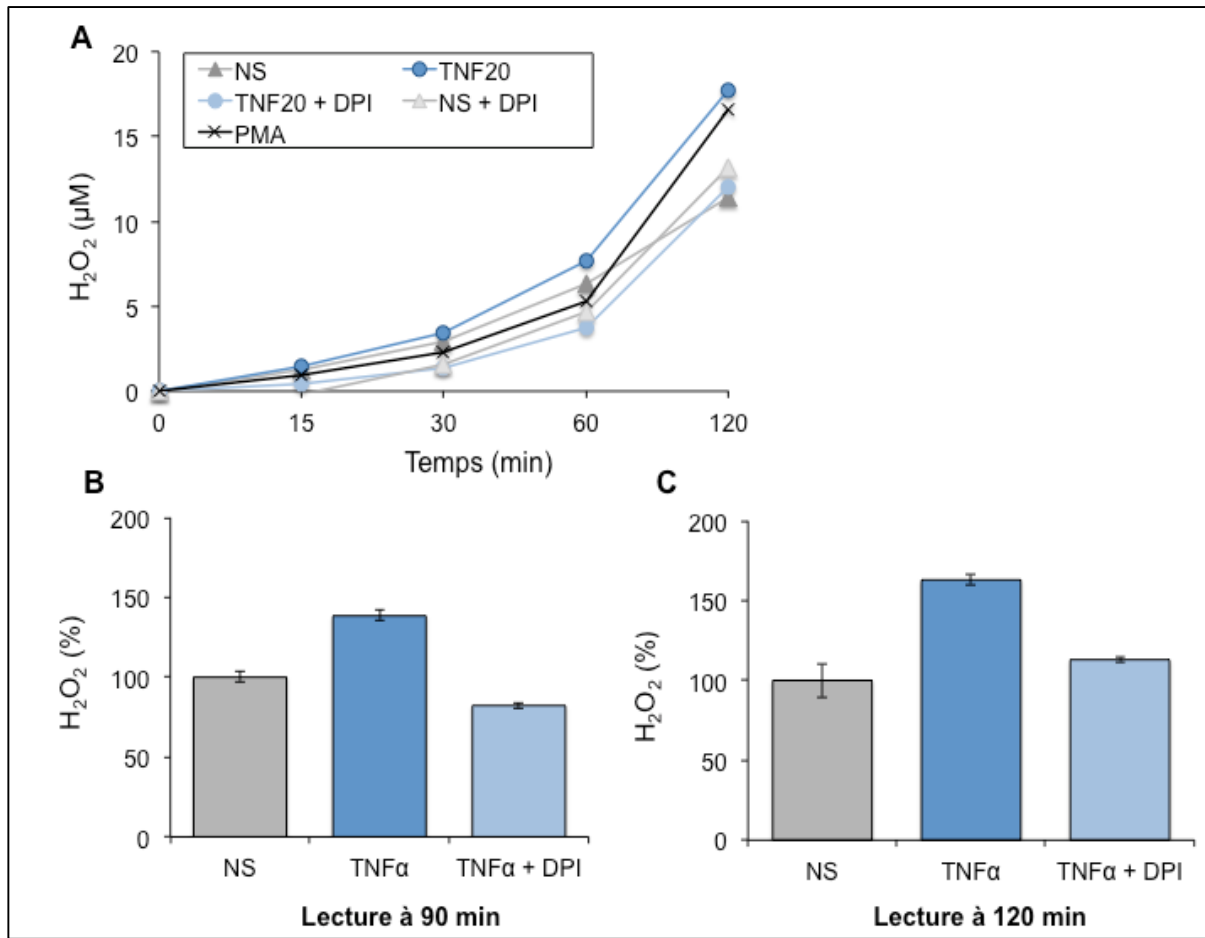 A
20
15
10
5
0
H₂O₂ (µM)
NS
TNF20
TNF20 + DPI
NS + DPI
PMA
0 15 30 60 120
Temps (min)
B
200
150
100
50
0
H₂O₂ (%)
NS TNFα TNFα + DPI
Lecture à 90 min
C
200
150
100
50
0
H₂O₂ (%)
NS TNFα TNFα + DPI
Lecture à 120 min